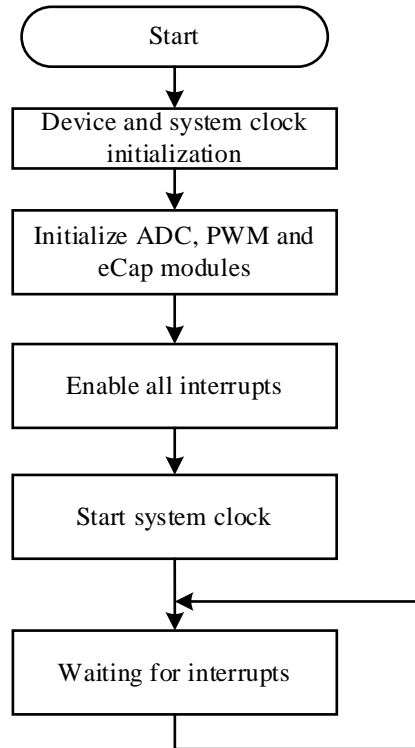 Start
Device and system clock
initialization
Initialize ADC, PWM and
eCap modules
Enable all interrupts
Start system clock
Waiting for interrupts